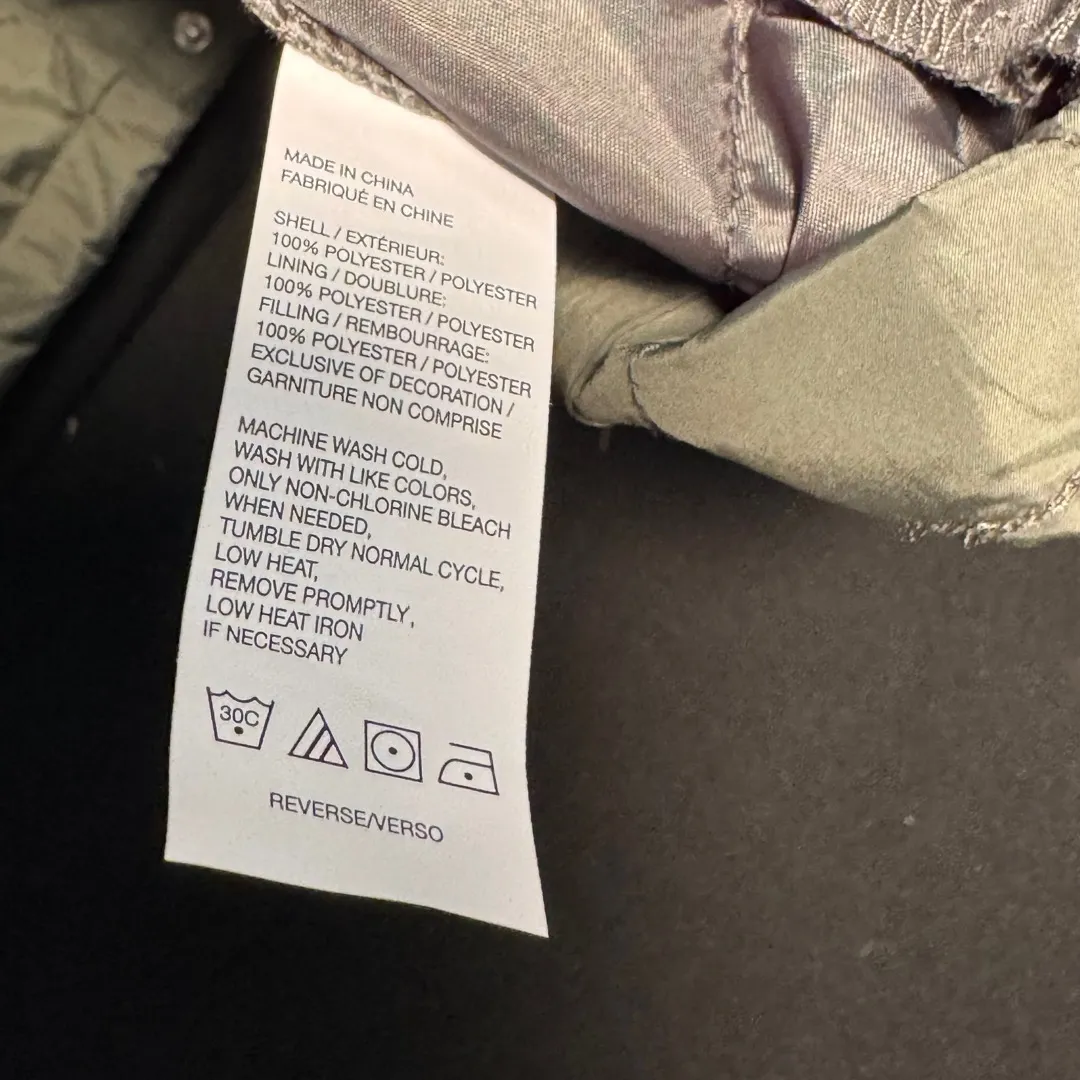 MADE IN CHINA
FABRIQUÉ EN CHINE
SHELL / EXTÉRIEUR:
100% POLYESTER / POLYESTER
LINING / DOUBLURE:
100% POLYESTER / POLYESTER
FILLING / REMBOURRAGE:
100% POLYESTER / POLYESTER
EXCLUSIVE OF DECORATION /
GARNITURE NON COMPRISE
MACHINE WASH COLD,
WASH WITH LIKE COLORS,
ONLY NON-CHLORINE BLEACH
WHEN NEEDED,
TUMBLE DRY NORMAL CYCLE,
LOW HEAT,
REMOVE PROMPTLY,
LOW HEAT IRON
IF NECESSARY
30C
REVERSE/VERSO